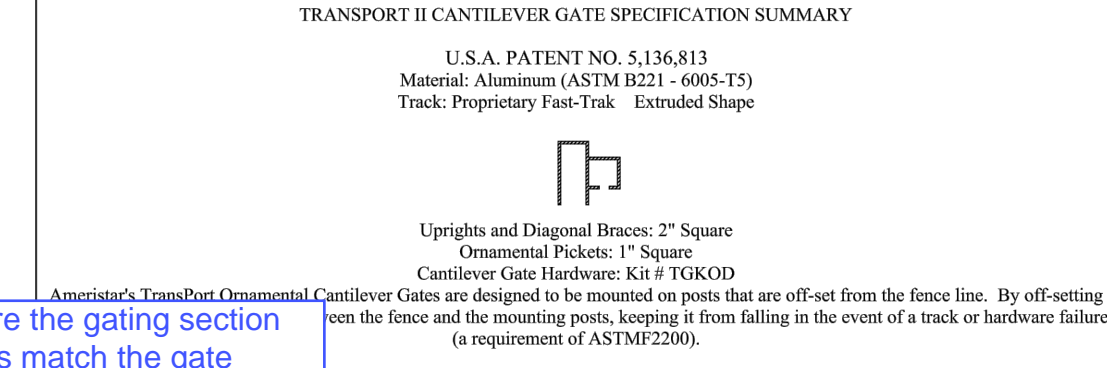 TRANSPORT II CANTILEVER GATE SPECIFICATION SUMMARY
U.S.A. PATENT NO. 5,136,813
Material: Aluminum (ASTM B221 - 6005-T5)
Track: Proprietary Fast-Trak Extruded Shape
Uprights and Diagonal Braces: 2" Square
Ornamental Pickets: 1" Square
Cantilever Gate Hardware: Kit # TGKOD
Ameristar's TransPort Ornamental Cantilever Gates are designed to be mounted on posts that are off-set from the fence line. By off-setting
the fence and the mounting posts, keeping it from falling in the event of a track or hardware failure
(a requirement of ASTMF2200).
the gating section
match the gate